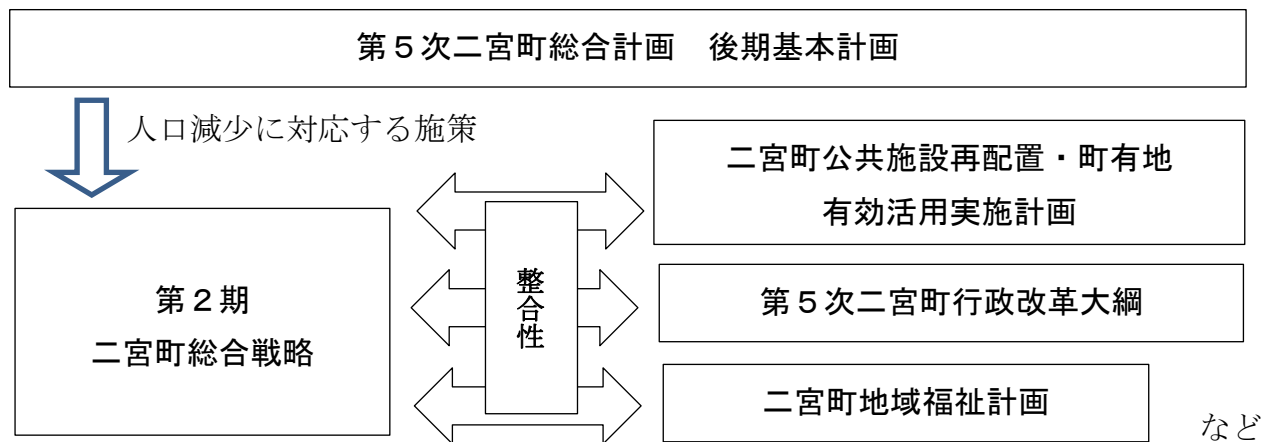 第５次二宮町総合計画　後期基本計画
人口減少に対応する施策
二宮町公共施設再配置・町有地
有効活用実施計画
第２期
二宮町総合戦略
整合性
第５次二宮町行政改革大綱
二宮町地域福祉計画
など